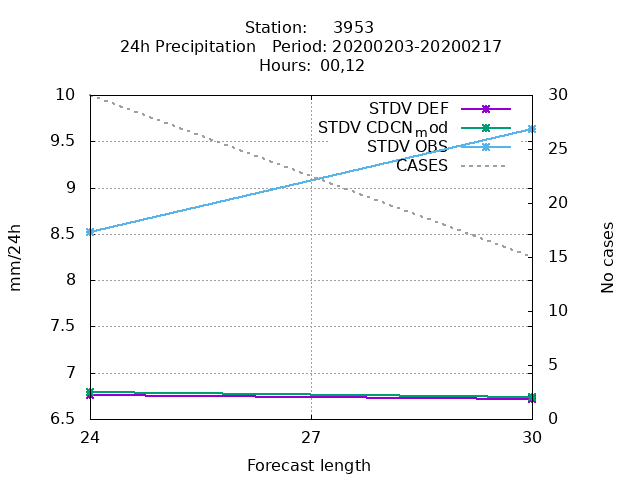 Station: 3953
24h Precipitation Period: 20200203-20200217
Hours: 00,12
10
9.5
9
8.5
8
7.5
7
6.5
30
25
20
15
10
5
0
STDV DEF
STDV CDCN_mod
STDV OBS
CASES
mm/24h
No cases
24
27
30
Forecast length